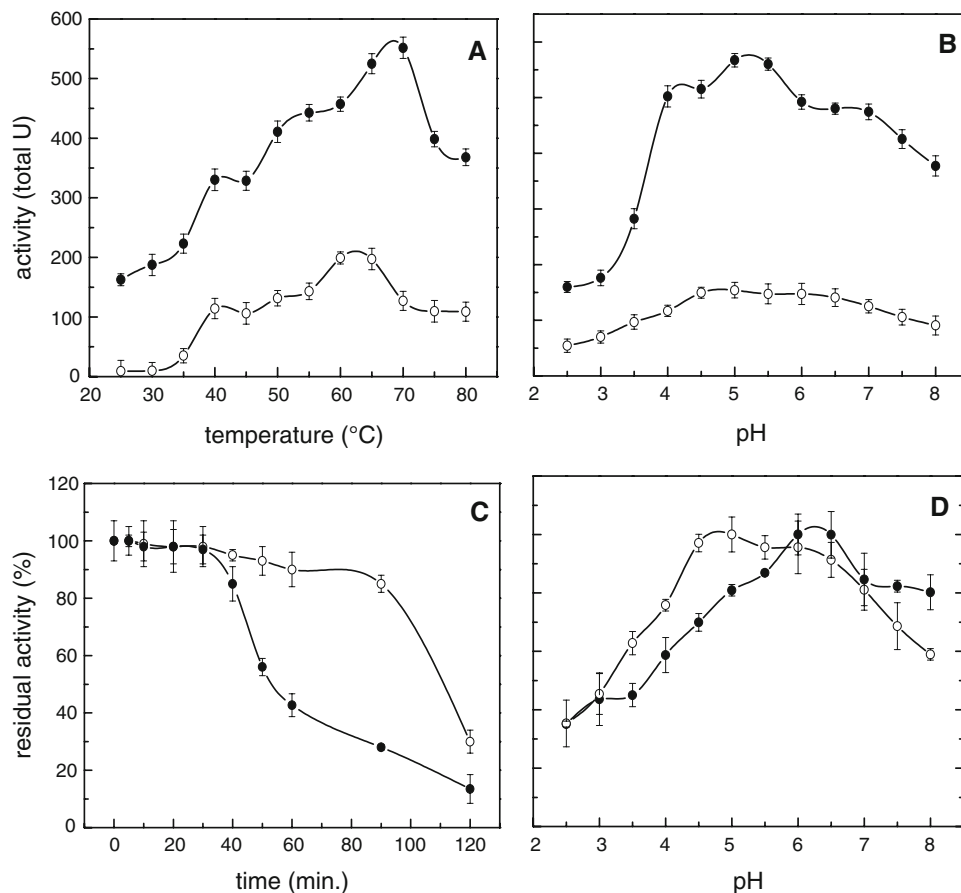 A
600
500
400
300
200
100
0
activity (total U)
20 30 40 50 60 70 80
temperature (°C)
B
2 3 4 5 6 7 8
pH
C
120
100
80
60
40
20
0
residual activity (%)
0 20 40 60 80 100 120
time (min.)
D
2 3 4 5 6 7 8
pH